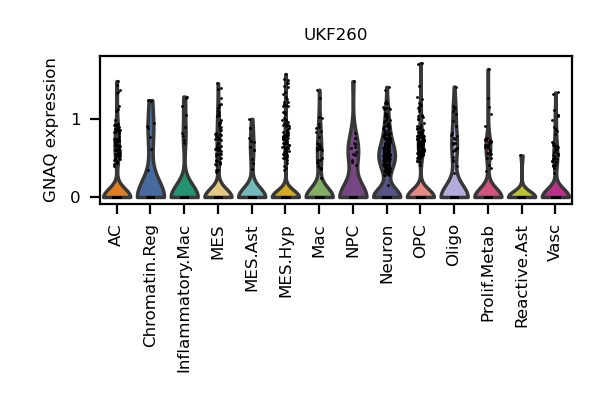 UKF260
GNAQ expression
1
0
AC
Chromatin.Reg
Inflammatory.Mac
MES
MES.Ast
MES.Hyp
Mac
NPC
Neuron
OPC
Oligo
Prolif.Metab
Reactive.Ast
Vasc